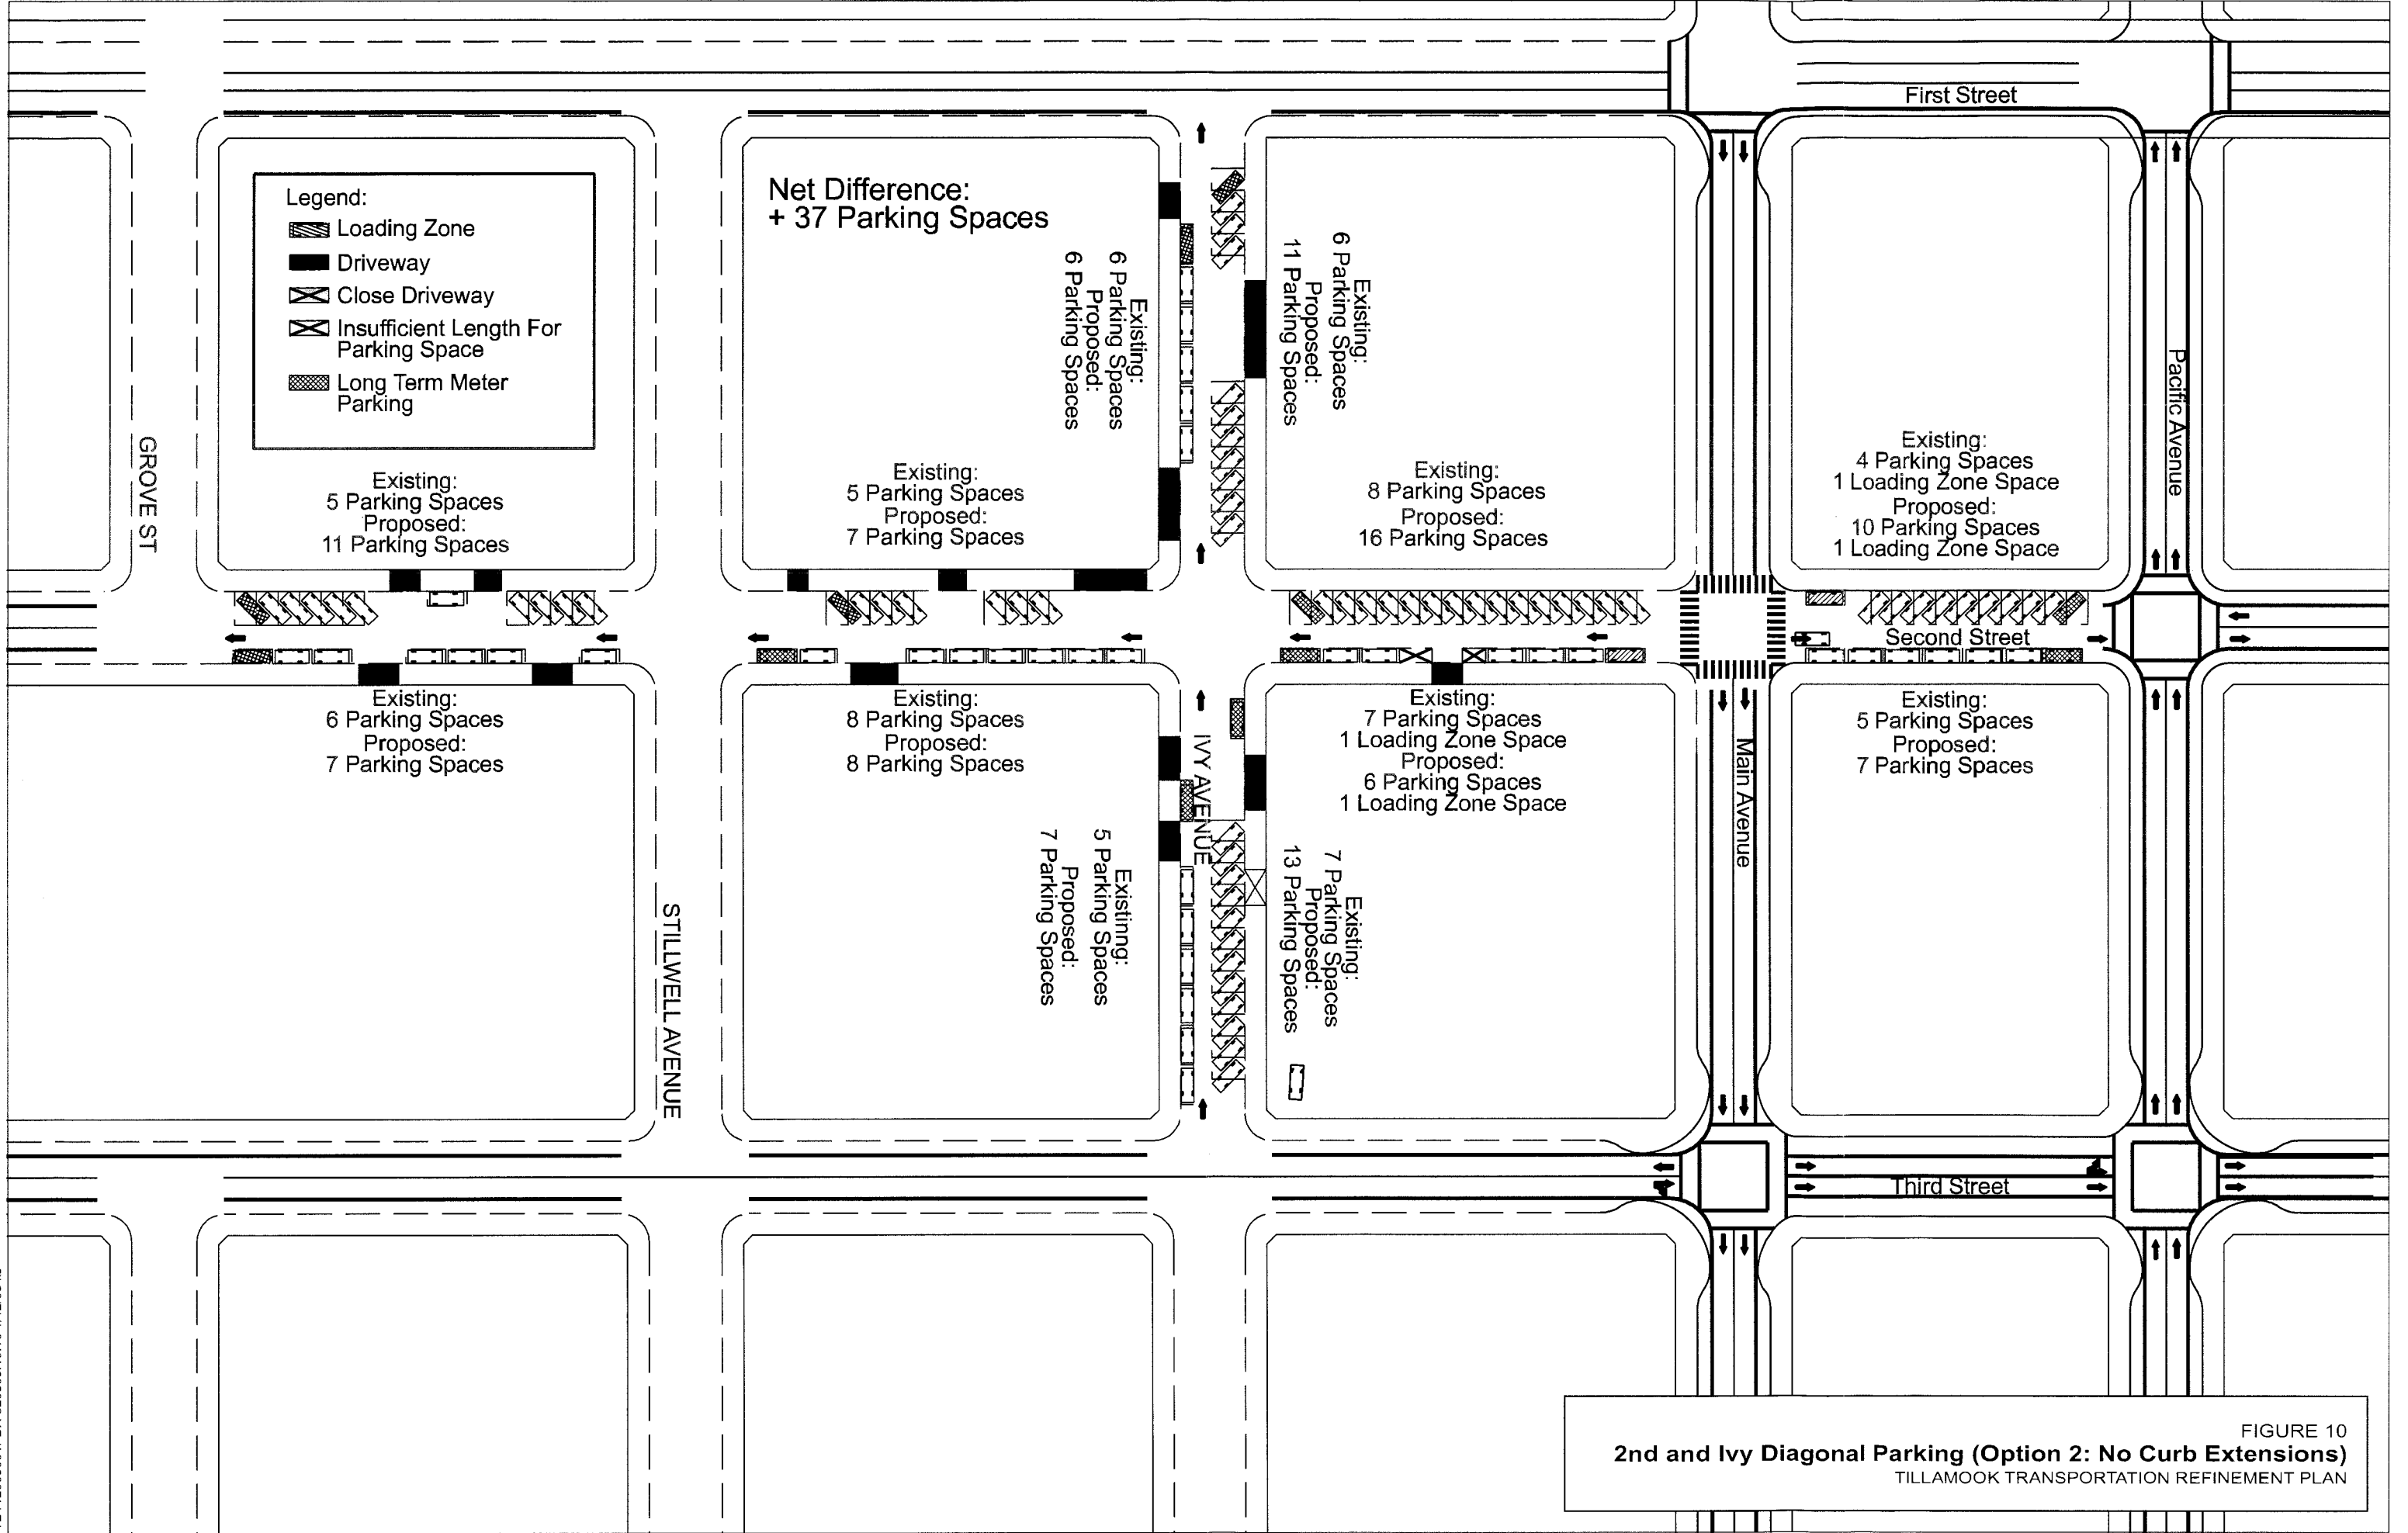 First Street
Legend:
Loading Zone
Driveway
Close Driveway
Insufficient Length For
Parking Space
Long Term Meter
Parking
Net Difference:
+ 37 Parking Spaces
Existing:
6 Parking Spaces
Proposed:
6 Parking Spaces
Existing:
6 Parking Spaces
Proposed:
11 Parking Spaces
Pacific Avenue
GROVE ST
Existing:
5 Parking Spaces
Proposed:
11 Parking Spaces
Existing:
5 Parking Spaces
Proposed:
7 Parking Spaces
Existing:
8 Parking Spaces
Proposed:
16 Parking Spaces
Existing:
4 Parking Spaces
1 Loading Zone Space
Proposed:
10 Parking Spaces
1 Loading Zone Space
Second Street
Existing:
6 Parking Spaces
Proposed:
7 Parking Spaces
Existing:
8 Parking Spaces
Proposed:
8 Parking Spaces
IVY AVENUE
Existing:
7 Parking Spaces
1 Loading Zone Space
Proposed:
6 Parking Spaces
1 Loading Zone Space
Main Avenue
Existing:
5 Parking Spaces
Proposed:
7 Parking Spaces
STILLWELL AVENUE
Existinng:
5 Parking Spaces
Proposed:
7 Parking Spaces
Existing:
7 Parking Spaces
Proposed:
13 Parking Spaces
Third Street
FIGURE 10
2nd and Ivy Diagonal Parking (Option 2: No Curb Extensions)
TILLAMOOK TRANSPORTATION REFINEMENT PLAN